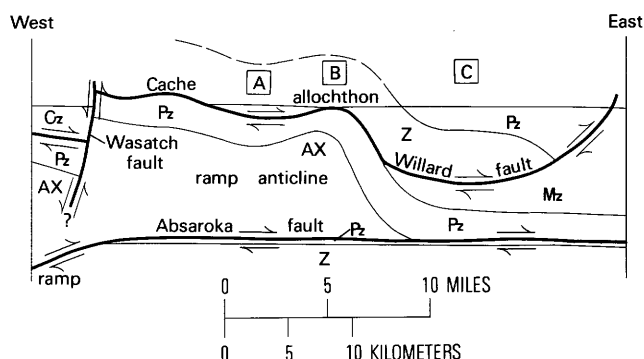 West
East
A
B
C
Cache
allochthon
Cz
Pz
Pz
Pz
Z
Wasatch
fault
AX
Willard
fault
AX
ramp anticline
Mz
?
Absaroka fault
Pz
Pz
Z
ramp
0 5 10 MILES
0 5 10 KILOMETERS